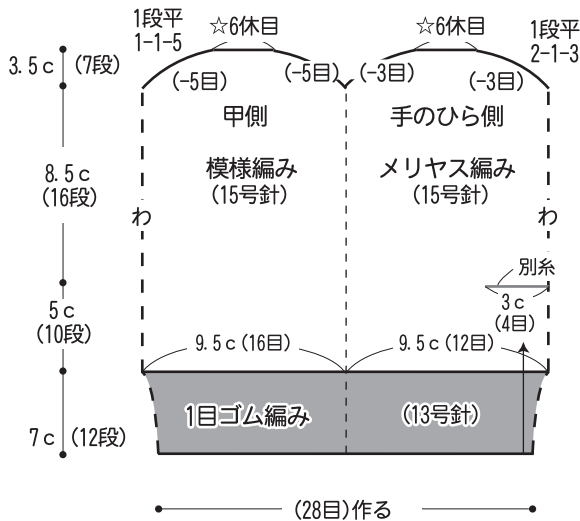 1段平
1-1-5
☆6休目
☆6休目
1段平
2-1-3
3.5c (7段)
(−5目)
(−5目)
(−3目)
(−3目)
甲側
手のひら側
模様編み
(15号針)
メリヤス編み
(15号針)
8.5c
(16段)
わ
わ
別糸
3c
(4目)
5c
(10段)
9.5c(16目)
9.5c(12目)
1目ゴム編み
(13号針)
7c (12段)
(28目)作る